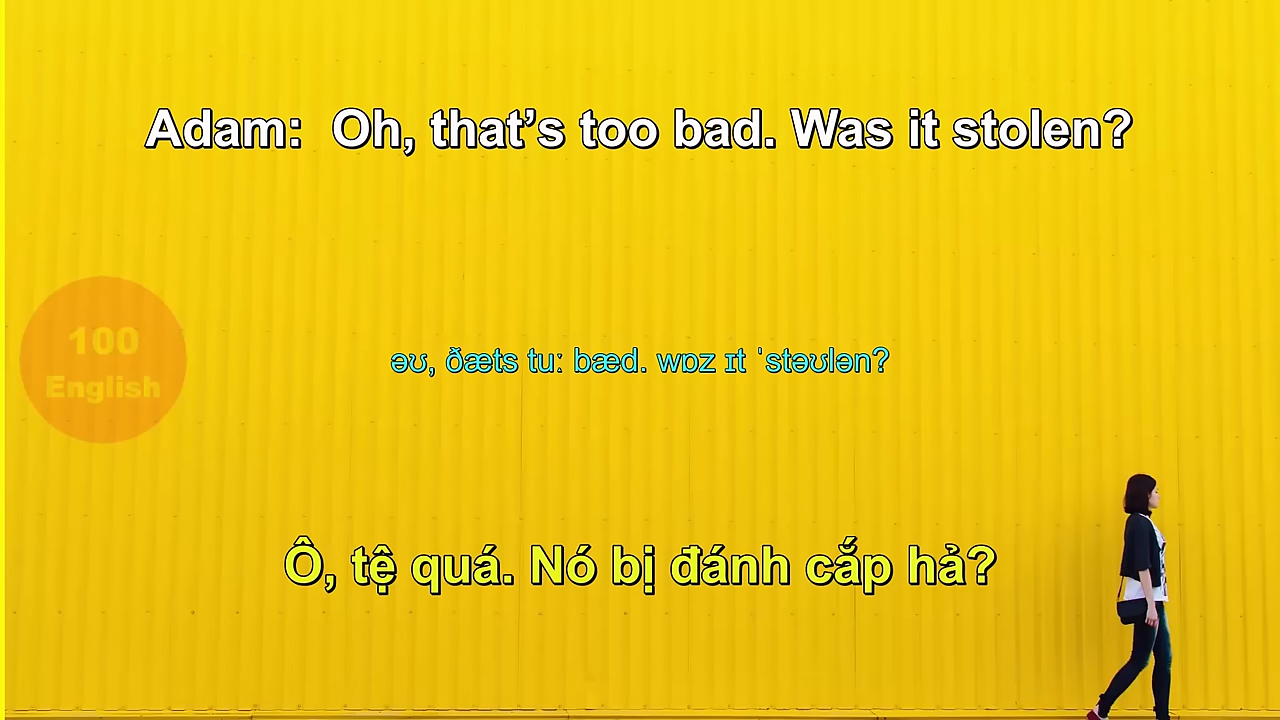 Adam:  Oh, that’s too bad. Was it stolen?
100
English
əʊ, ðæts tuː bæd. wɒz ɪt ˈstəʊlən?
Ô, tệ quá. Nó bị đánh cắp hả?